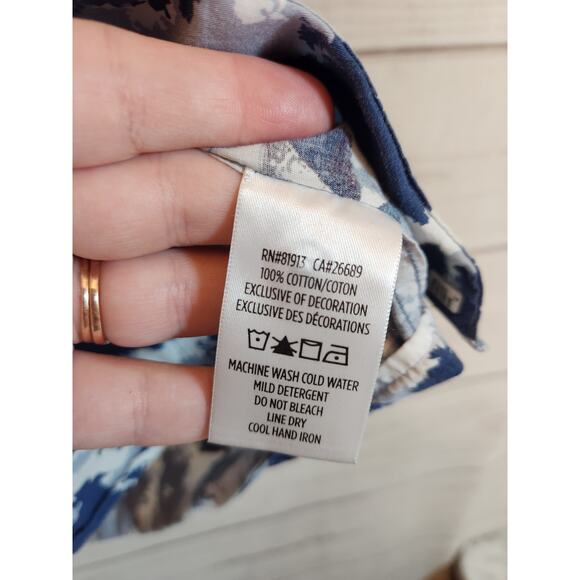 RN#81913 CA#26689
100% COTTON/COTON
EXCLUSIVE OF DECORATION
EXCLUSIVE DES DÉCORATIONS
MACHINE WASH COLD WATER
MILD DETERGENT
DO NOT BLEACH
LINE DRY
COOL HAND IRON